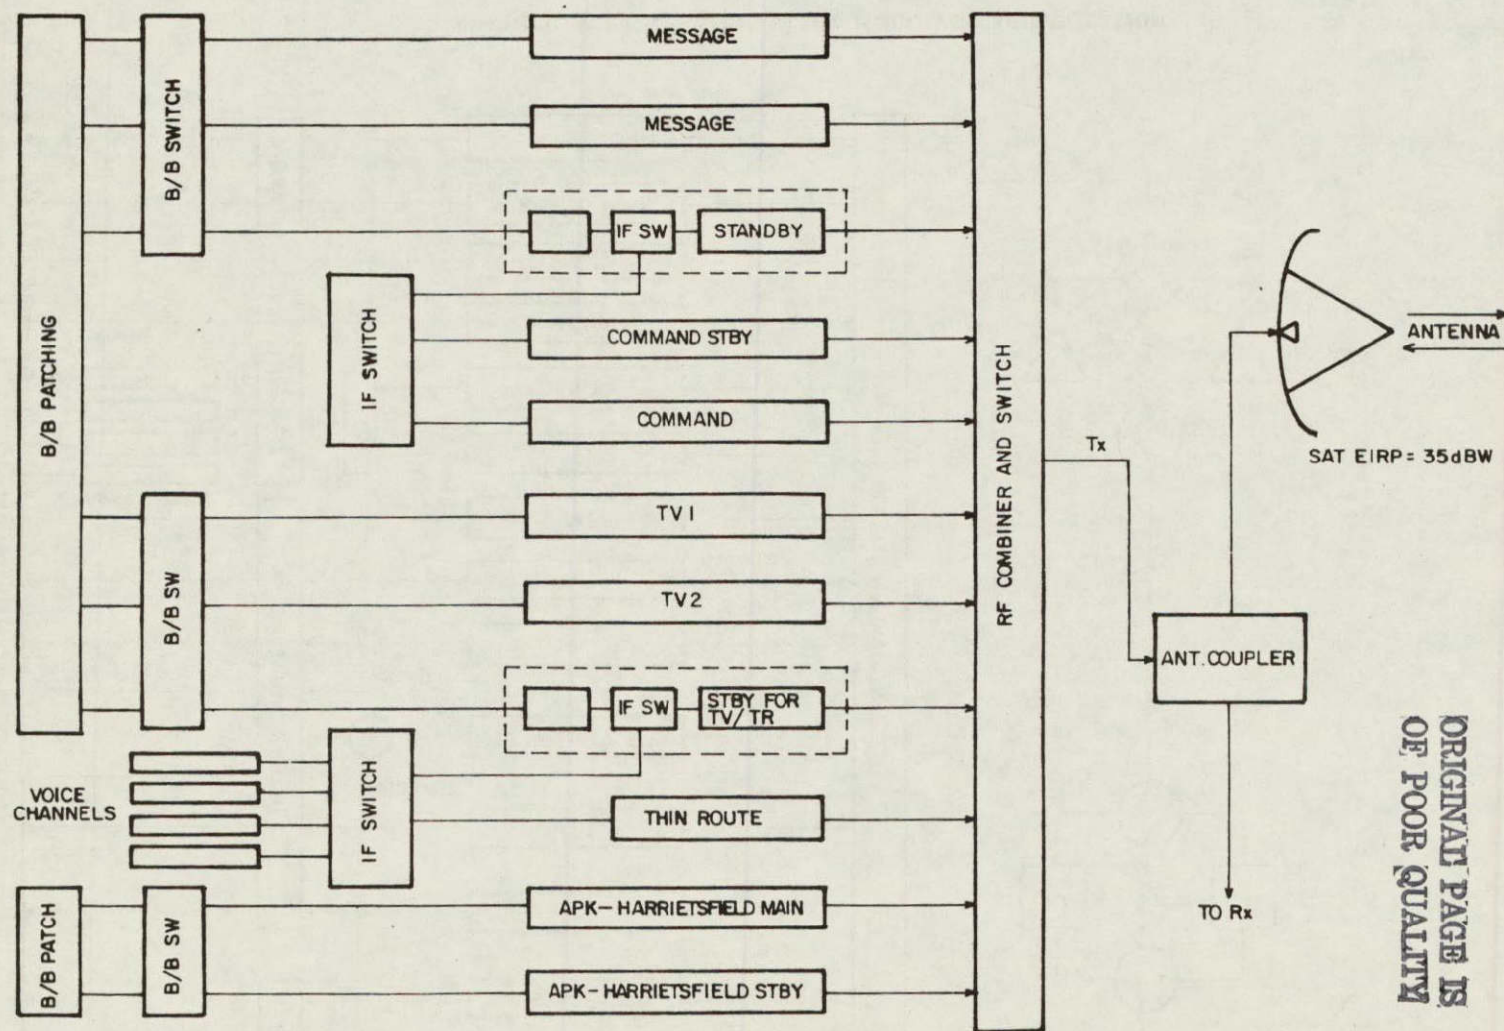 MESSAGE
MESSAGE
B/B SWITCH
IF SW
STANDBY
B/B PATCHING
IF SWITCH
COMMAND STBY
COMMAND
RF COMBINER AND SWITCH
ANTENNA
SAT EIRP = 35dBW
Tx
TV1
TV2
B/B SW
ANT. COUPLER
IF SW
STBY FOR
TV/TR
VOICE
CHANNELS
IF SWITCH
THIN ROUTE
TO Rx
B/B PATCH
B/B SW
APK-HARRIETSFIELD MAIN
APK-HARRIETSFIELD STBY
ORIGINAL PAGE IS
OF POOR QUALITY